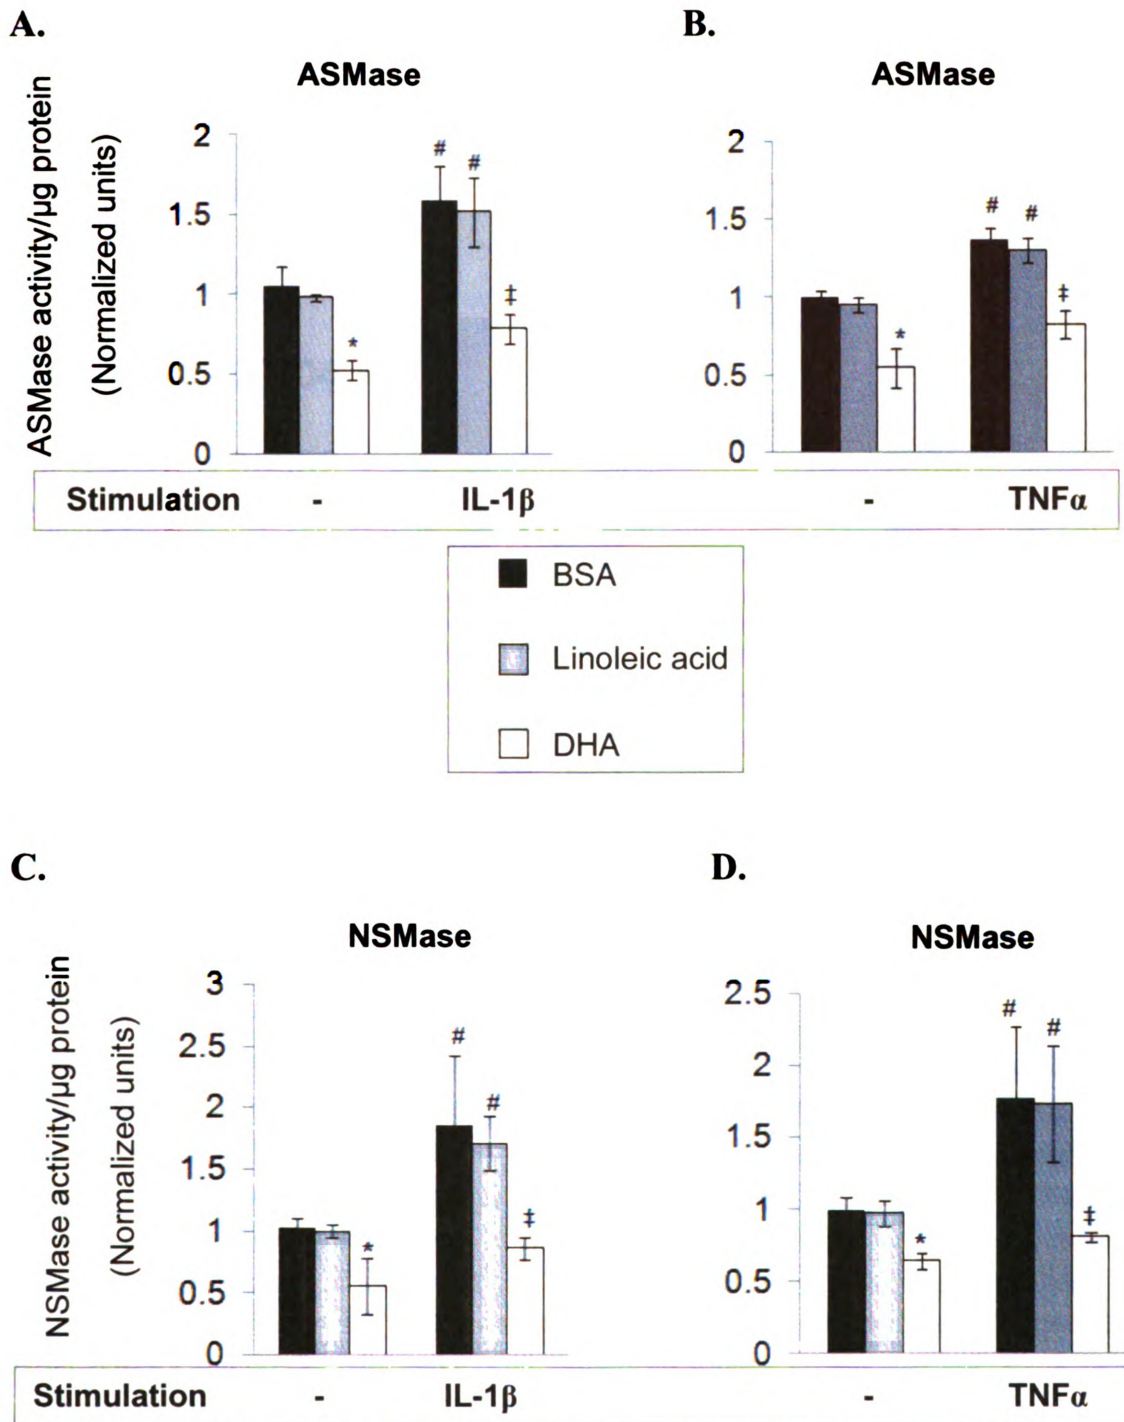 A.
ASMase
ASMase activity/µg protein
(Normalized units)
2
1.5
1
0.5
0
#
#
*
‡
B.
ASMase
2
1.5
1
0.5
0
#
#
*
‡
Stimulation - IL-1β - TNFα
BSA
Linoleic acid
DHA
C.
NSMase
NSMase activity/µg protein
(Normalized units)
3
2.5
2
1.5
1
0.5
0
#
#
*
‡
D.
NSMase
2.5
2
1.5
1
0.5
0
#
#
*
‡
Stimulation - IL-1β - TNFα